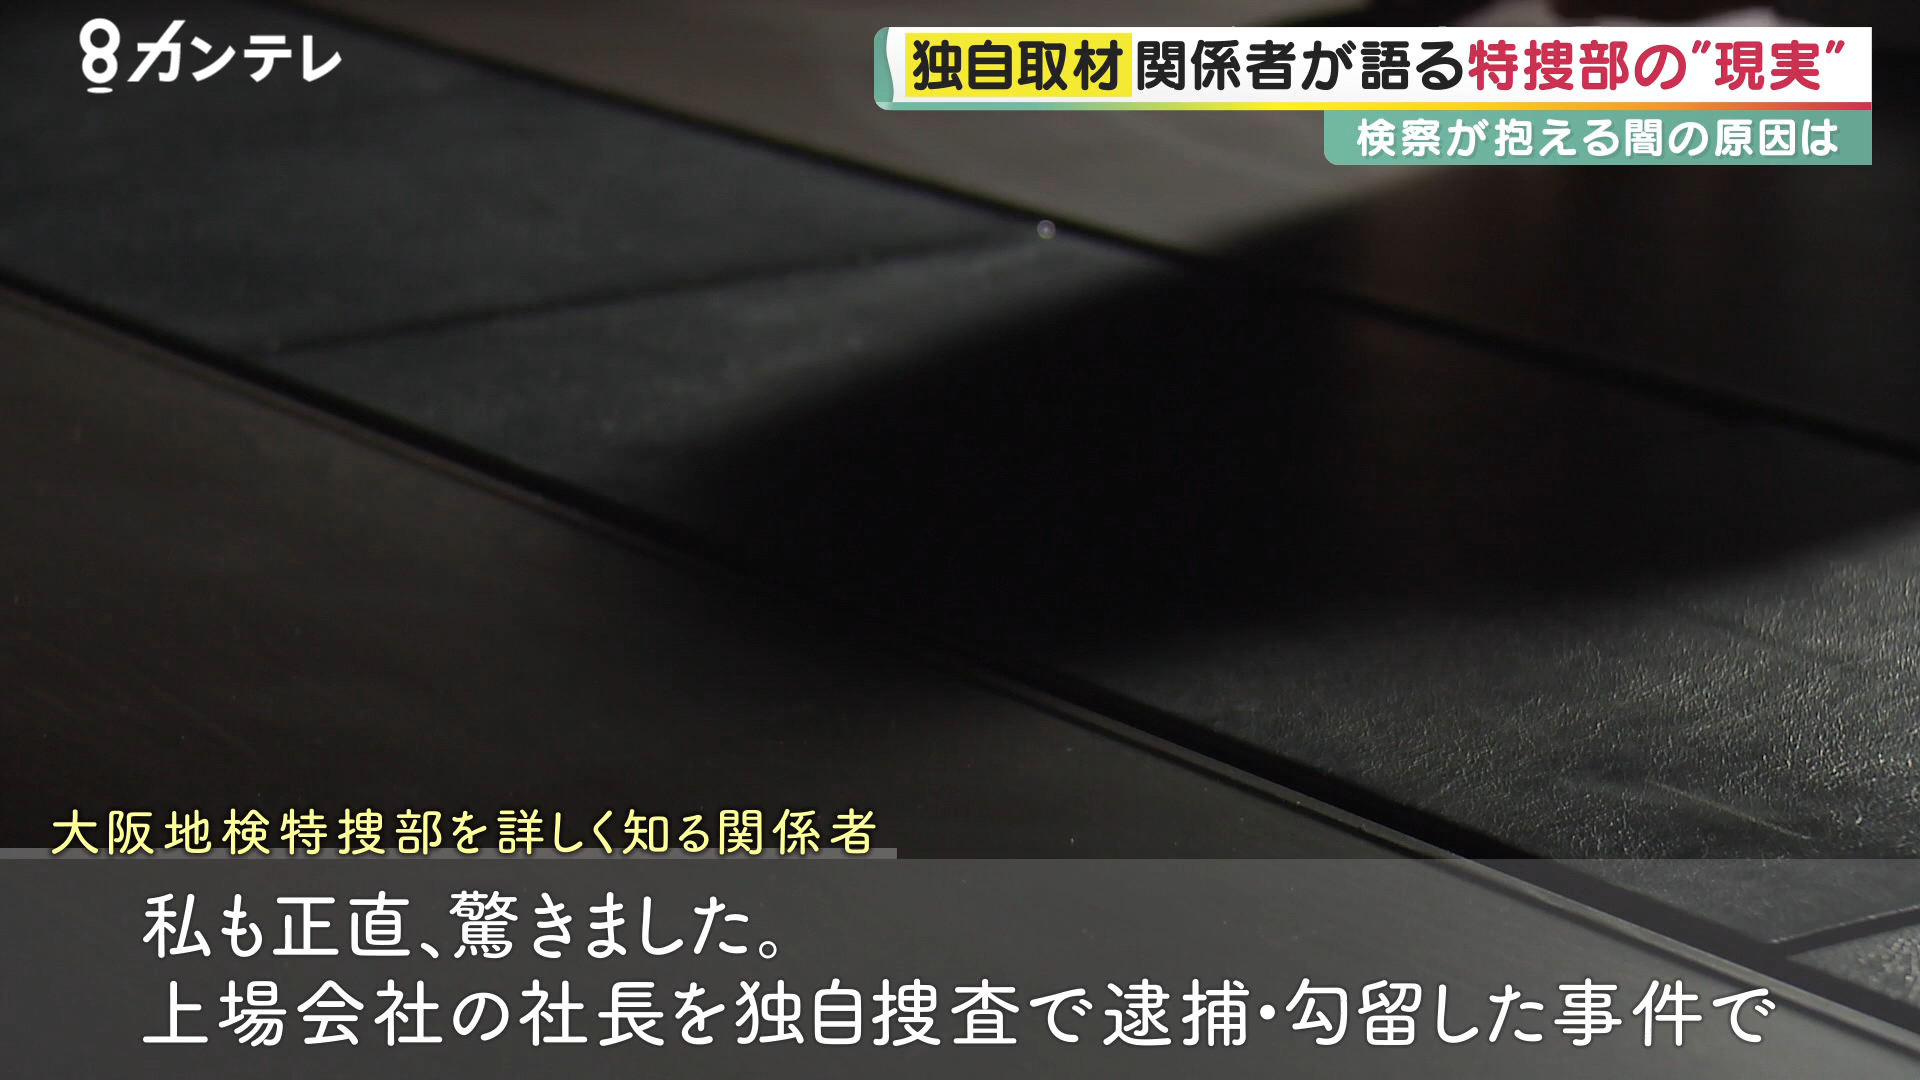 8カンテレ
独自取材 関係者が語る特捜部の"現実"
検察が抱える闇の原因は
大阪地検特捜部を詳しく知る関係者
私も正直、驚きました。
上場会社の社長を独自捜査で逮捕・勾留した事件で